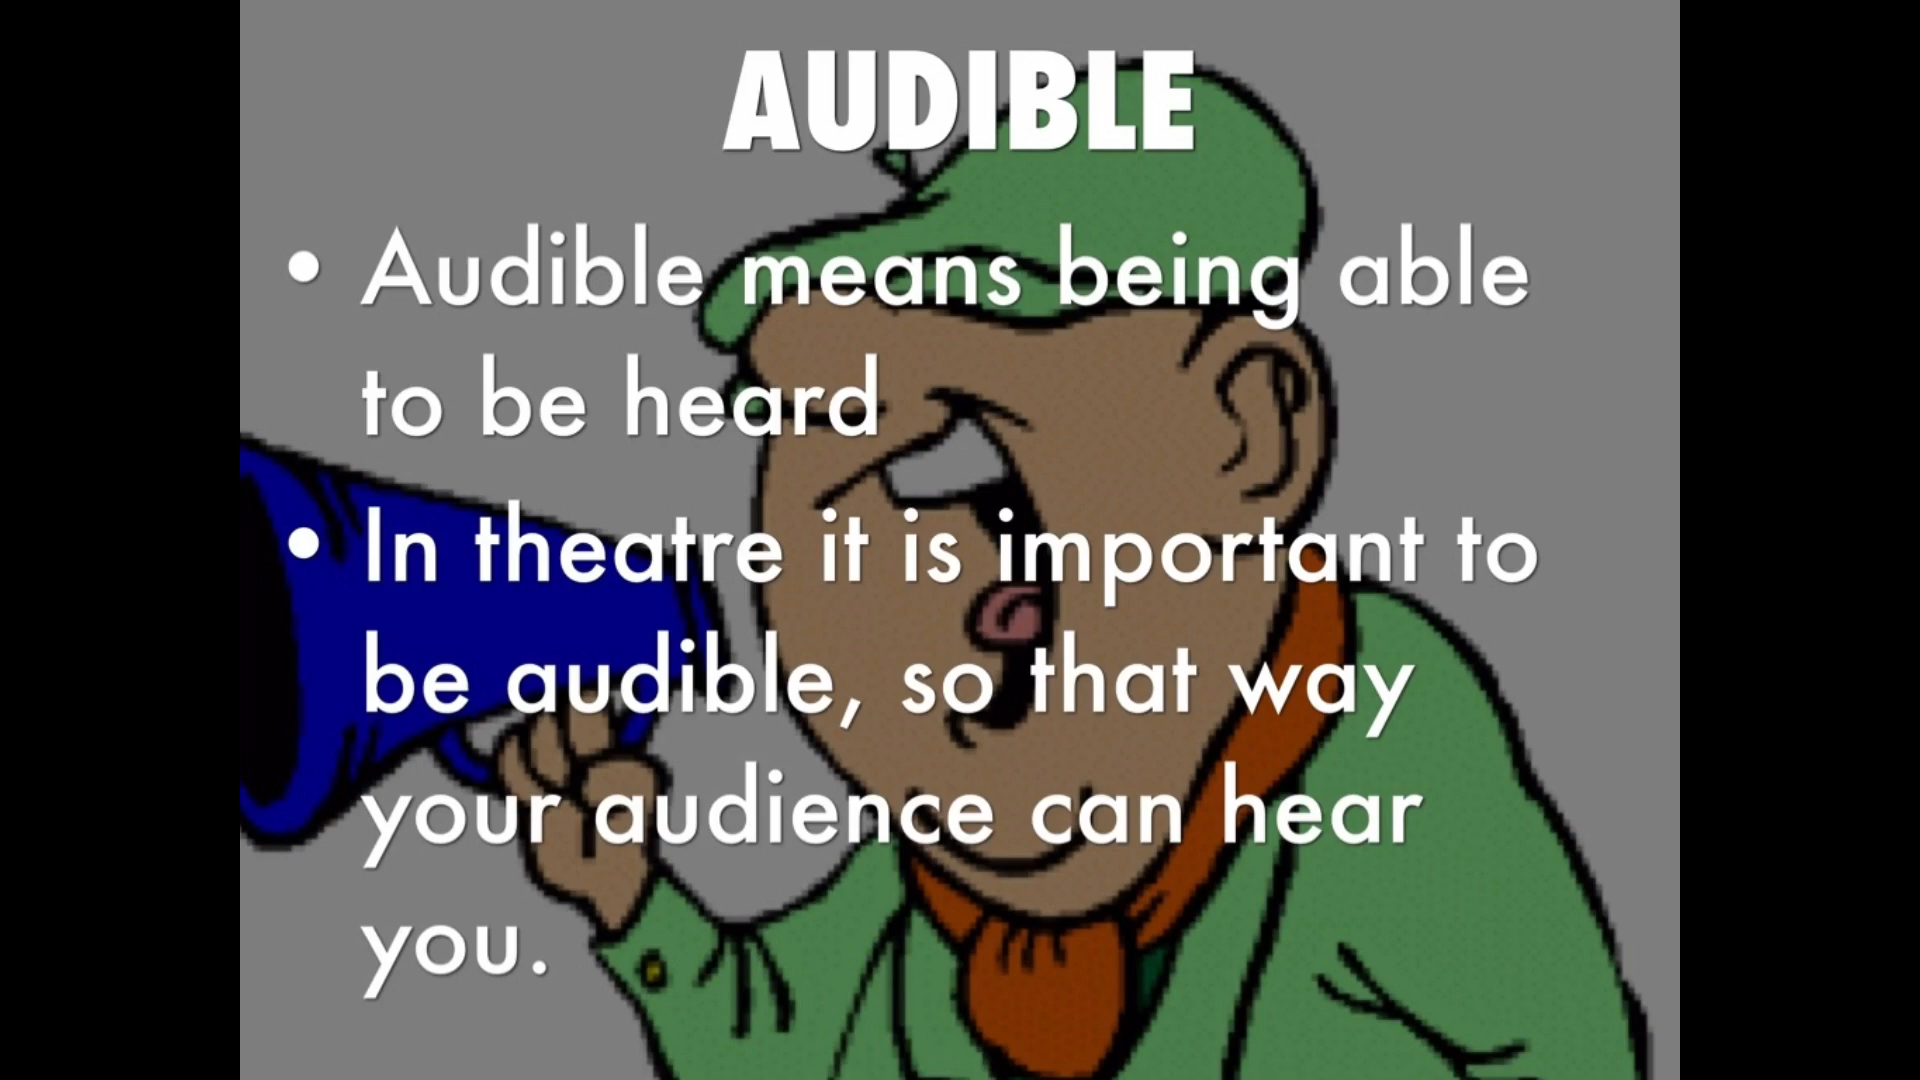 AUDIBLE
• Audible means being able
to be heard
• In theatre it is important to
be audible, so that way
your audience can hear
you.